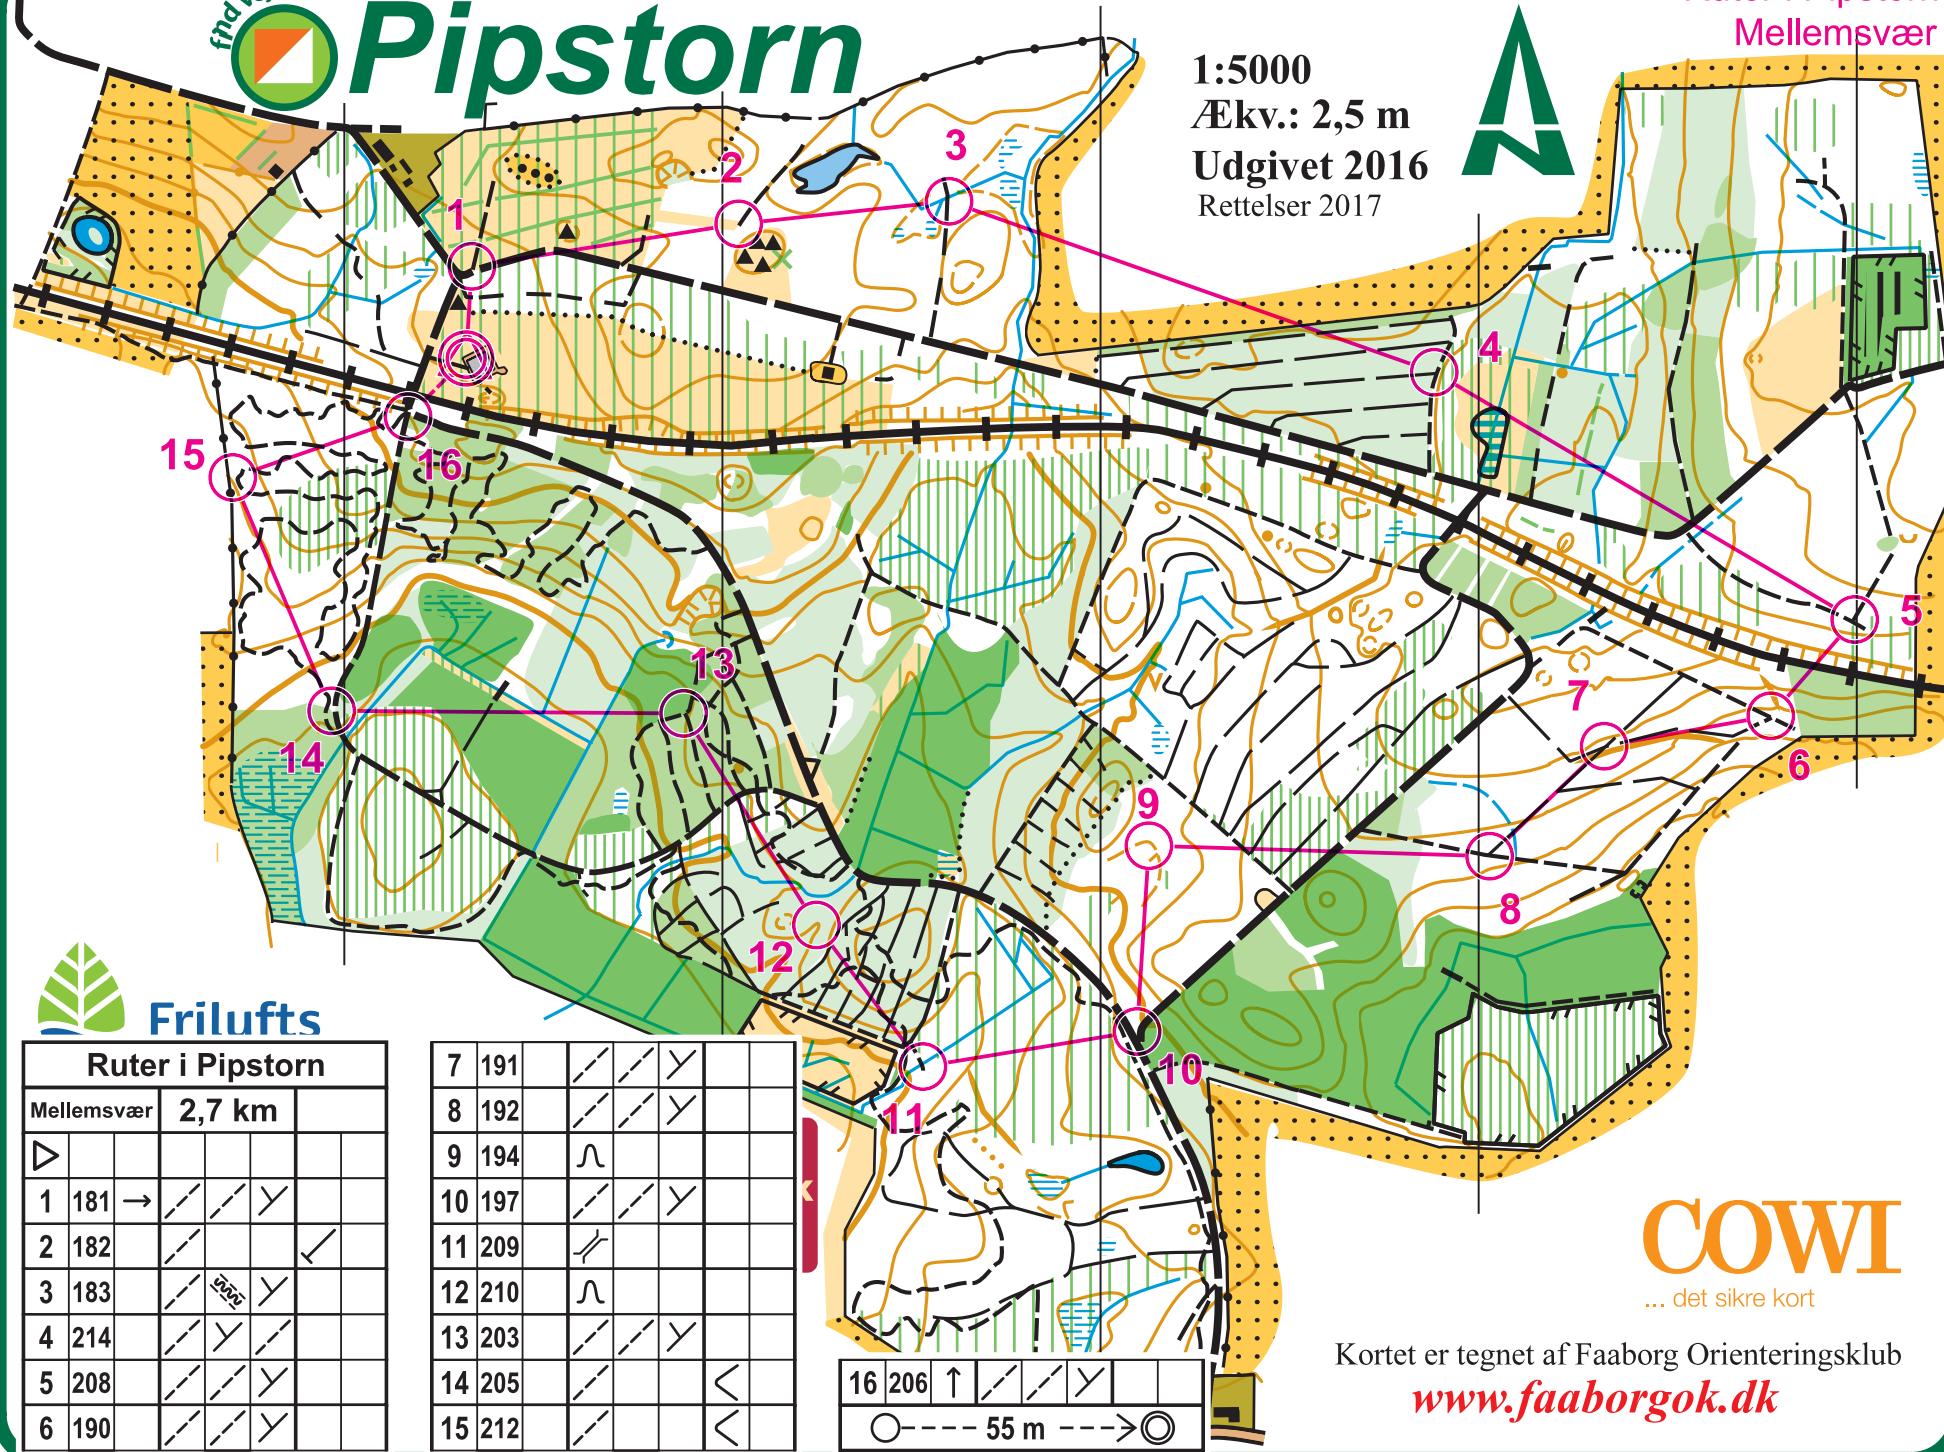 find vej
Pipstorn
Mellemsvær
1:5000
Ækv.: 2,5 m
Udgivet 2016
Rettelser 2017
1
2
3
4
5
6
7
8
9
10
11
12
13
14
15
16
Frilufts
Ruter i Pipstorn
Mellemsvær 2,7 km
1 181
2 182
3 183
4 214
5 208
6 190
7 191
8 192
9 194
10 197
11 209
12 210
13 203
14 205
15 212
16 206
55 m
COWI
... det sikre kort
Kortet er tegnet af Faaborg Orienteringsklub
www.faaborgok.dk